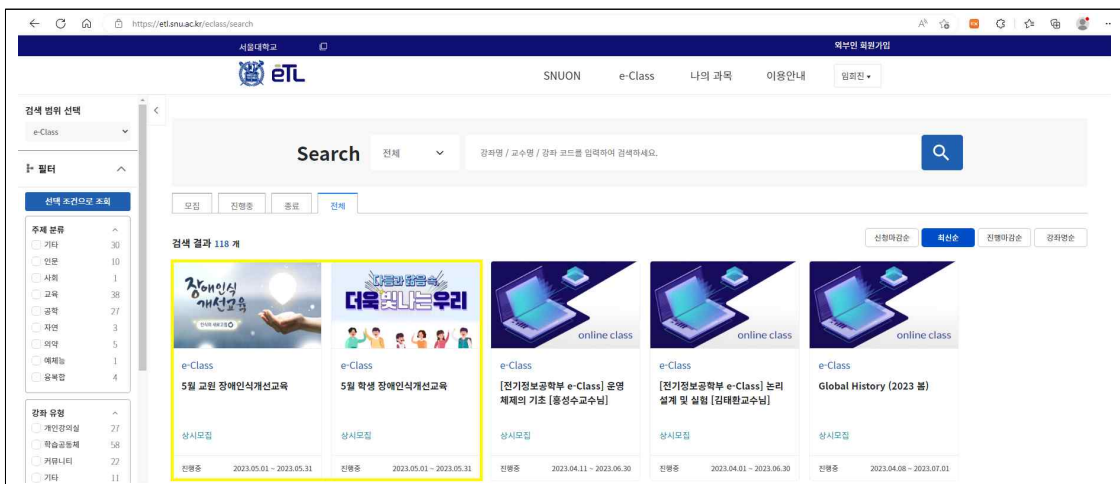 https://etl.snu.ac.kr/eclass/search
서울대학교
외부인 회원가입
eTL
SNUON
e-Class
나의 과목
이용안내
임희진
검색 범위 선택
e-Class
필터
선택 조건으로 조회
주제 분류
기타 30
인문 10
사회 1
교육 38
공학 27
자연 3
의약 5
예체능 1
융복합 4
강좌 유형
개인강의실 27
학습공동체 58
커뮤니티 22
기타 11
Search
전체
강좌명 / 교수명 / 강좌 코드를 입력하여 검색하세요.
모집
진행중
종료
전체
검색 결과 118 개
신청마감순
최신순
진행마감순
강좌명순
장애인식
개선교육
e-Class
5월 교원 장애인식개선교육
상시모집
진행중 2023.05.01 ~ 2023.05.31
다름과 닮음 속,
더욱 빛나는 우리
e-Class
5월 학생 장애인식개선교육
상시모집
진행중 2023.05.01 ~ 2023.05.31
online class
e-Class
[전기정보공학부 e-Class] 운영
체제의 기초 [홍성수교수님]
상시모집
진행중 2023.04.11 ~ 2023.06.30
online class
e-Class
[전기정보공학부 e-Class] 논리
설계 및 실험 [김태환교수님]
상시모집
진행중 2023.04.01 ~ 2023.06.30
online class
e-Class
Global History (2023 봄)
상시모집
진행중 2023.04.08 ~ 2023.07.01